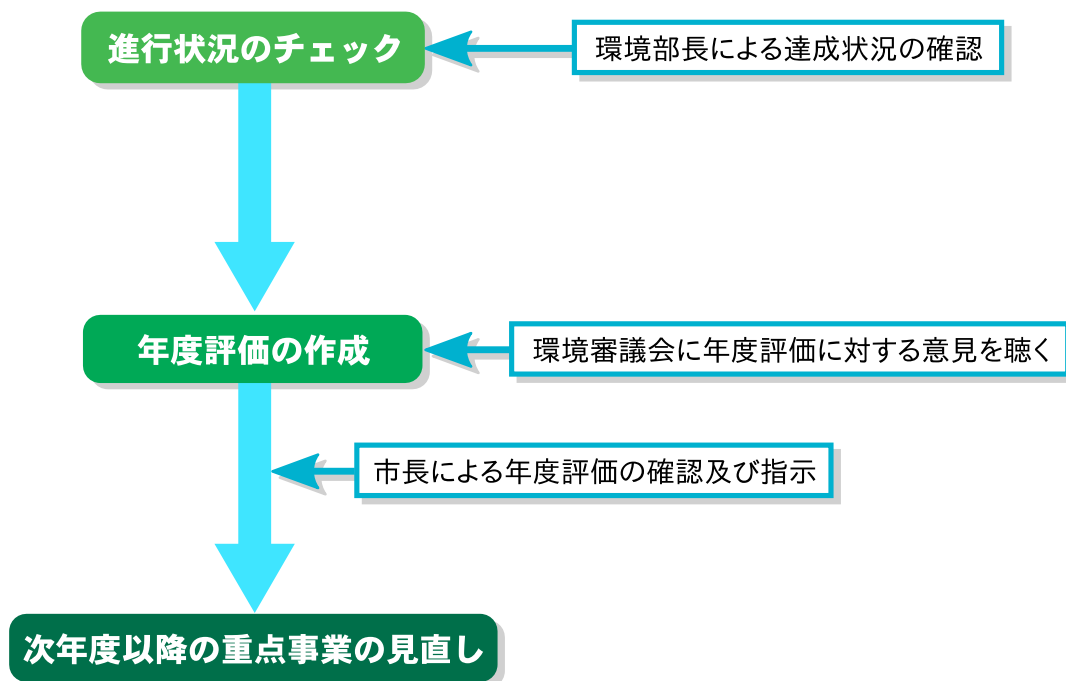 進行状況のチェック
環境部長による達成状況の確認
年度評価の作成
環境審議会に年度評価に対する意見を聴く
市長による年度評価の確認及び指示
次年度以降の重点事業の見直し